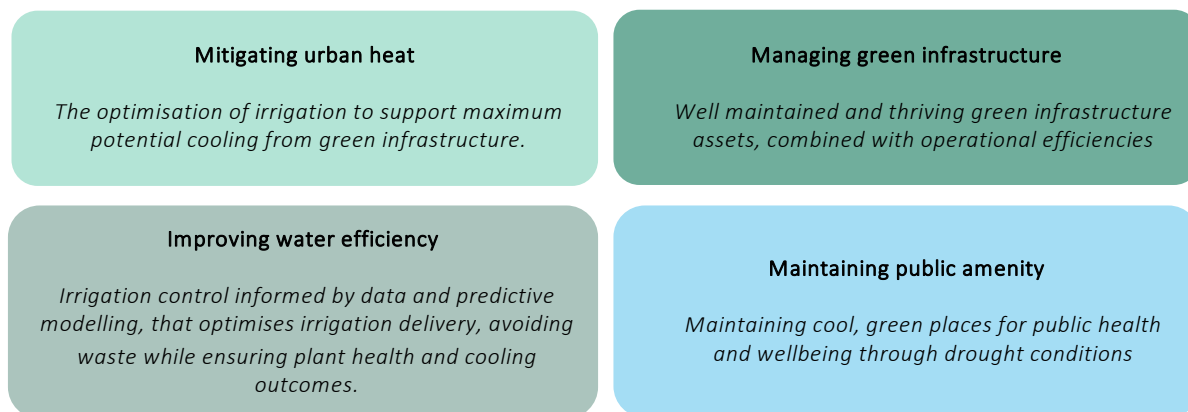 Mitigating urban heat
The optimisation of irrigation to support maximum
potential cooling from green infrastructure.
Managing green infrastructure
Well maintained and thriving green infrastructure
assets, combined with operational efficiencies
Improving water efficiency
Irrigation control informed by data and predictive
modelling, that optimises irrigation delivery, avoiding
waste while ensuring plant health and cooling
outcomes.
Maintaining public amenity
Maintaining cool, green places for public health
and wellbeing through drought conditions